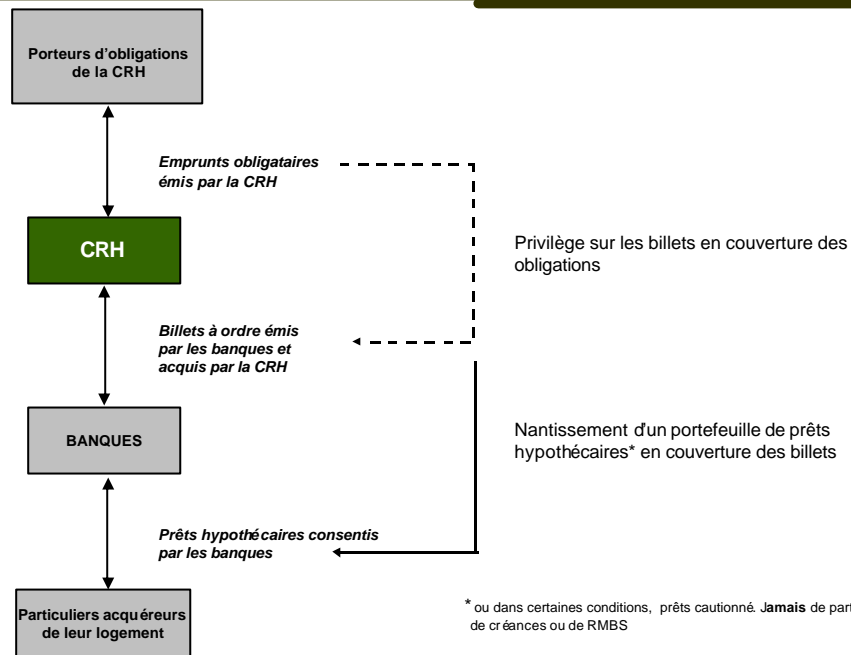 Porteurs d'obligations
de la CRH
Emprunts obligataires
émis par la CRH
CRH
Privilège sur les billets en couverture des
obligations
Billets à ordre émis
par les banques et
acquis par la CRH
BANQUES
Nantissement d'un portefeuille de prêts
hypothécaires* en couverture des billets
Prêts hypothécaires consentis
par les banques
Particuliers acquéreurs
de leur logement
* ou dans certaines conditions, prêts cautionné. Jamais de part
de créances ou de RMBS